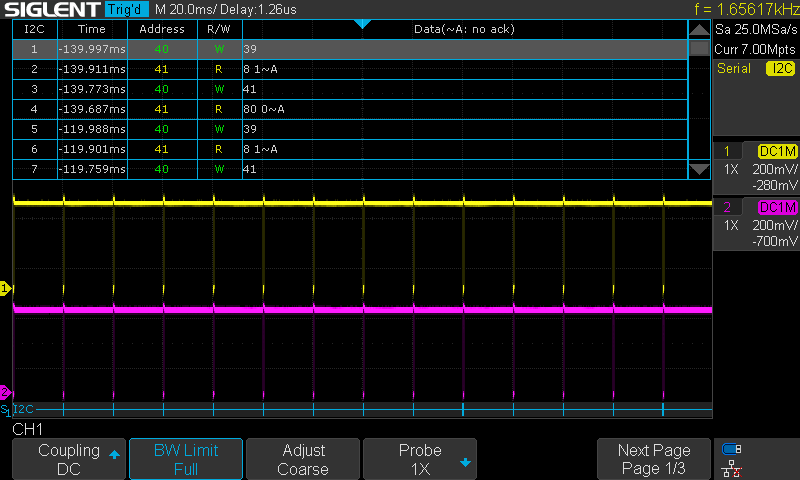 SIGLENT Trig'd M 20.0ms/ Delay:1.26us f = 1.65617kHz
Sa 25.0MSa/s
Curr 7.00Mpts
Serial I2C
I2C Time Address R/W Data(~A: no ack)
1 -139.997ms 40 W 39
2 -139.911ms 41 R 8 1~A
3 -139.773ms 40 W 41
4 -139.687ms 41 R 80 0~A
5 -119.988ms 40 W 39
6 -119.901ms 41 R 8 1~A
7 -119.759ms 40 W 41
1 DC1M
1X 200mV/
-280mV
2 DC1M
1X 200mV/
-700mV
1
2
S1 I2C
CH1
Coupling
DC
BW Limit
Full
Adjust
Coarse
Probe
1X
Next Page
Page 1/3